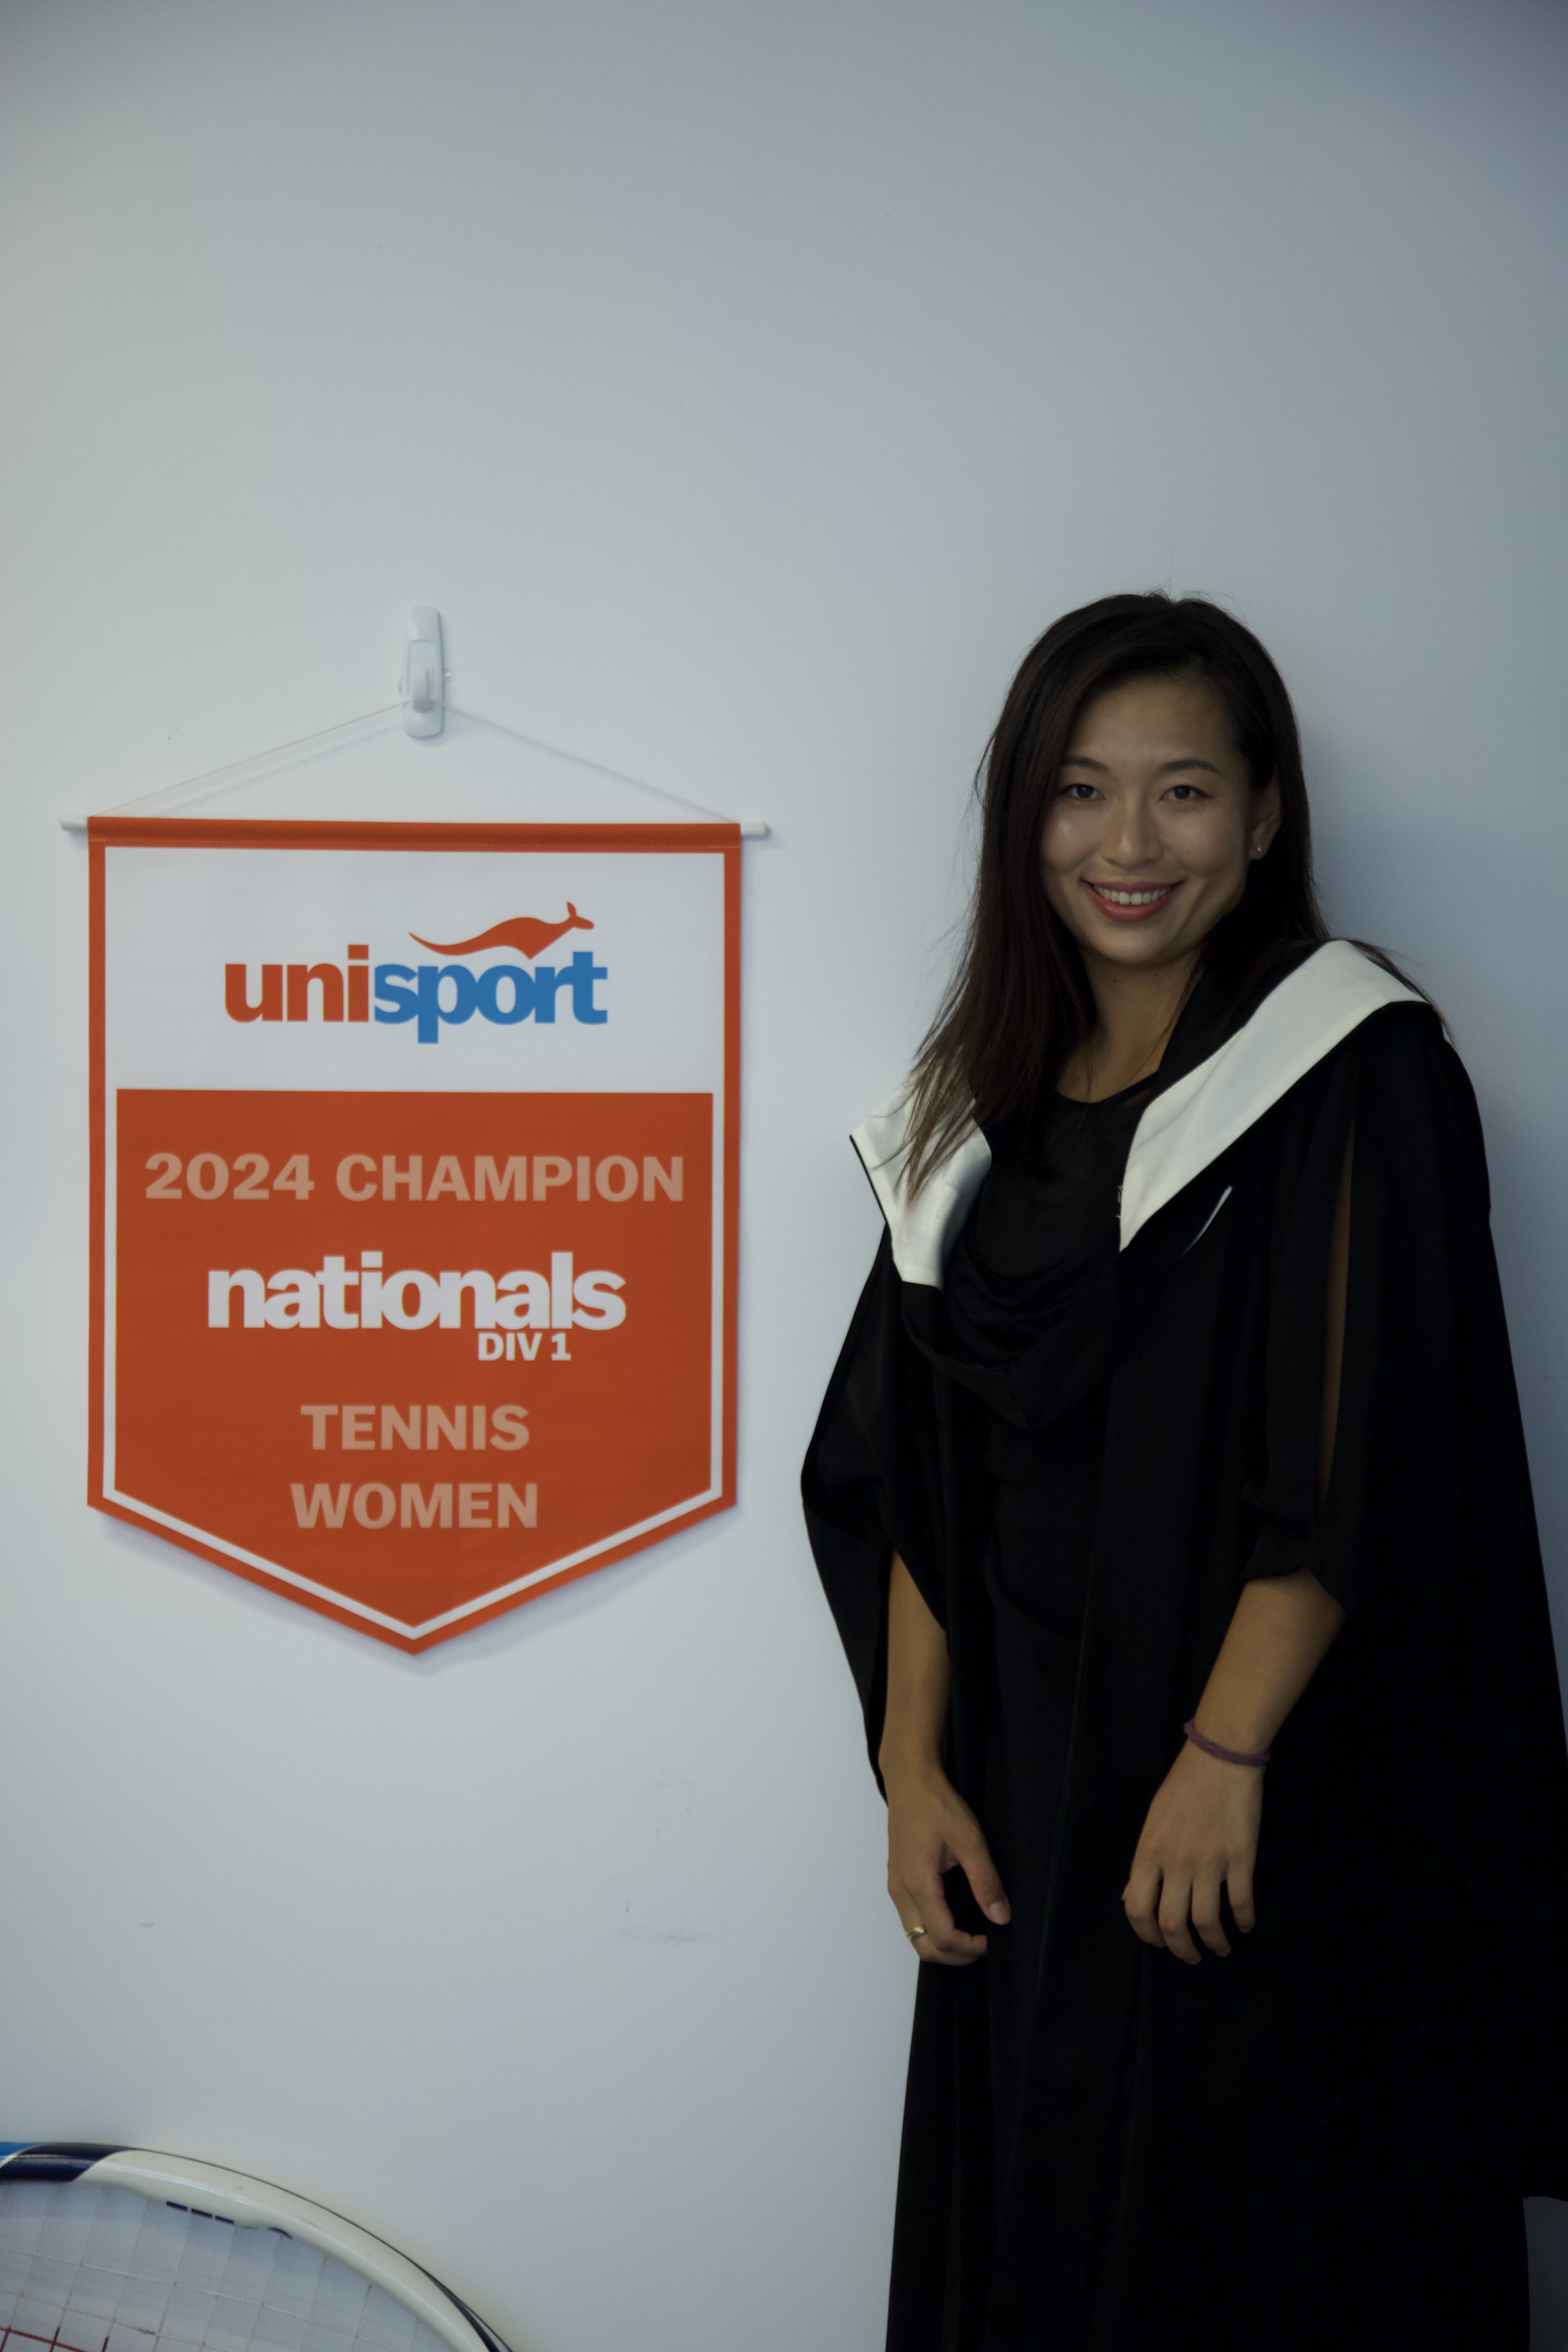 unisport
2024 CHAMPION
nationals
DIV 1
TENNIS
WOMEN